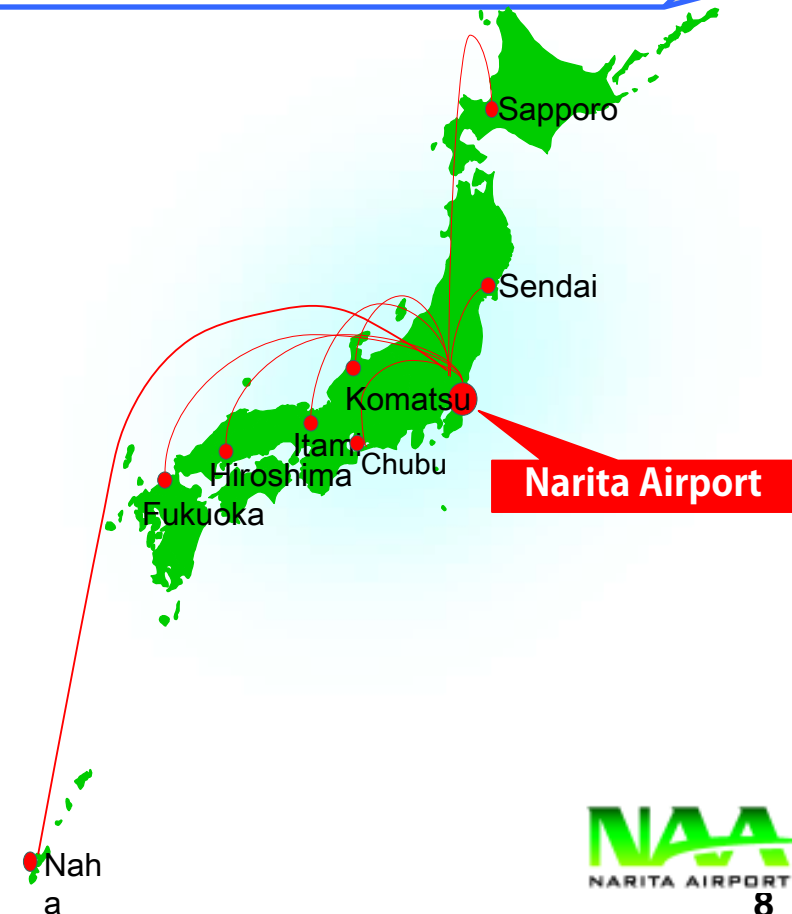 Sapporo
Sendai
Komatsu
Itami
Chubu
Hiroshima
Narita Airport
Fukuoka
Nah
a
NAA
NARITA AIRPORT
8